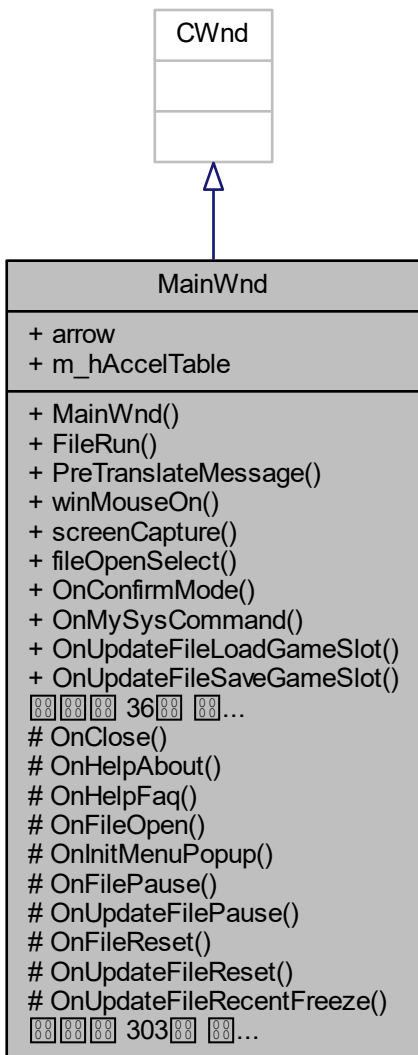 CWnd
MainWnd
+ arrow
+ m_hAccelTable
+ MainWnd()
+ FileRun()
+ PreTranslateMessage()
+ winMouseOn()
+ screenCapture()
+ fileOpenSelect()
+ OnConfirmMode()
+ OnMySysCommand()
+ OnUpdateFileLoadGameSlot()
+ OnUpdateFileSaveGameSlot()
36 ...
# OnClose()
# OnHelpAbout()
# OnHelpFaq()
# OnFileOpen()
# OnInitMenuPopup()
# OnFilePause()
# OnUpdateFilePause()
# OnFileReset()
# OnUpdateFileReset()
# OnUpdateFileRecentFreeze()
303 ...